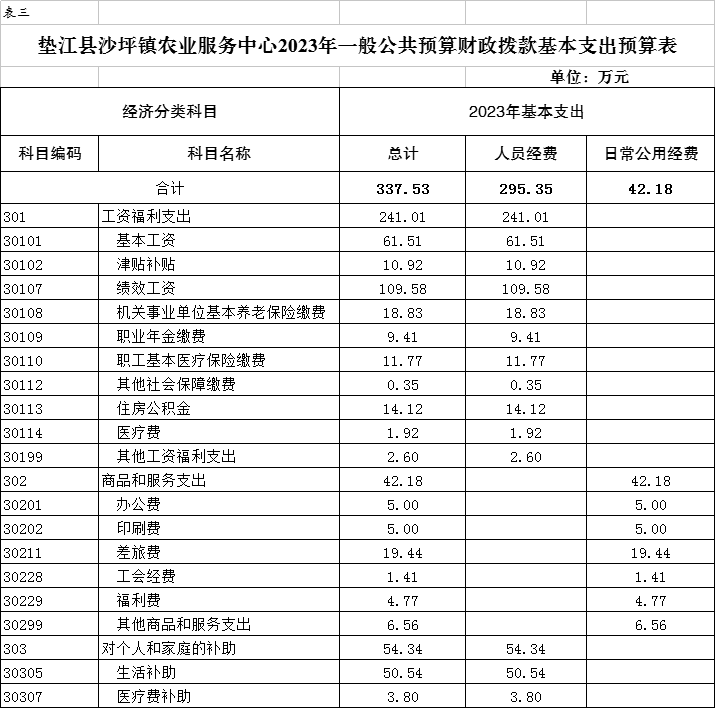 表三
垫江县沙坪镇农业服务中心2023年一般公共预算财政拨款基本支出预算表
单位：万元
经济分类科目 2023年基本支出
科目编码 科目名称 总计 人员经费 日常公用经费
合计 337.53 295.35 42.18
301 工资福利支出 241.01 241.01
30101 基本工资 61.51 61.51
30102 津贴补贴 10.92 10.92
30107 绩效工资 109.58 109.58
30108 机关事业单位基本养老保险缴费 18.83 18.83
30109 职业年金缴费 9.41 9.41
30110 职工基本医疗保险缴费 11.77 11.77
30112 其他社会保障缴费 0.35 0.35
30113 住房公积金 14.12 14.12
30114 医疗费 1.92 1.92
30199 其他工资福利支出 2.60 2.60
302 商品和服务支出 42.18 42.18
30201 办公费 5.00 5.00
30202 印刷费 5.00 5.00
30211 差旅费 19.44 19.44
30228 工会经费 1.41 1.41
30229 福利费 4.77 4.77
30299 其他商品和服务支出 6.56 6.56
303 对个人和家庭的补助 54.34 54.34
30305 生活补助 50.54 50.54
30307 医疗费补助 3.80 3.80